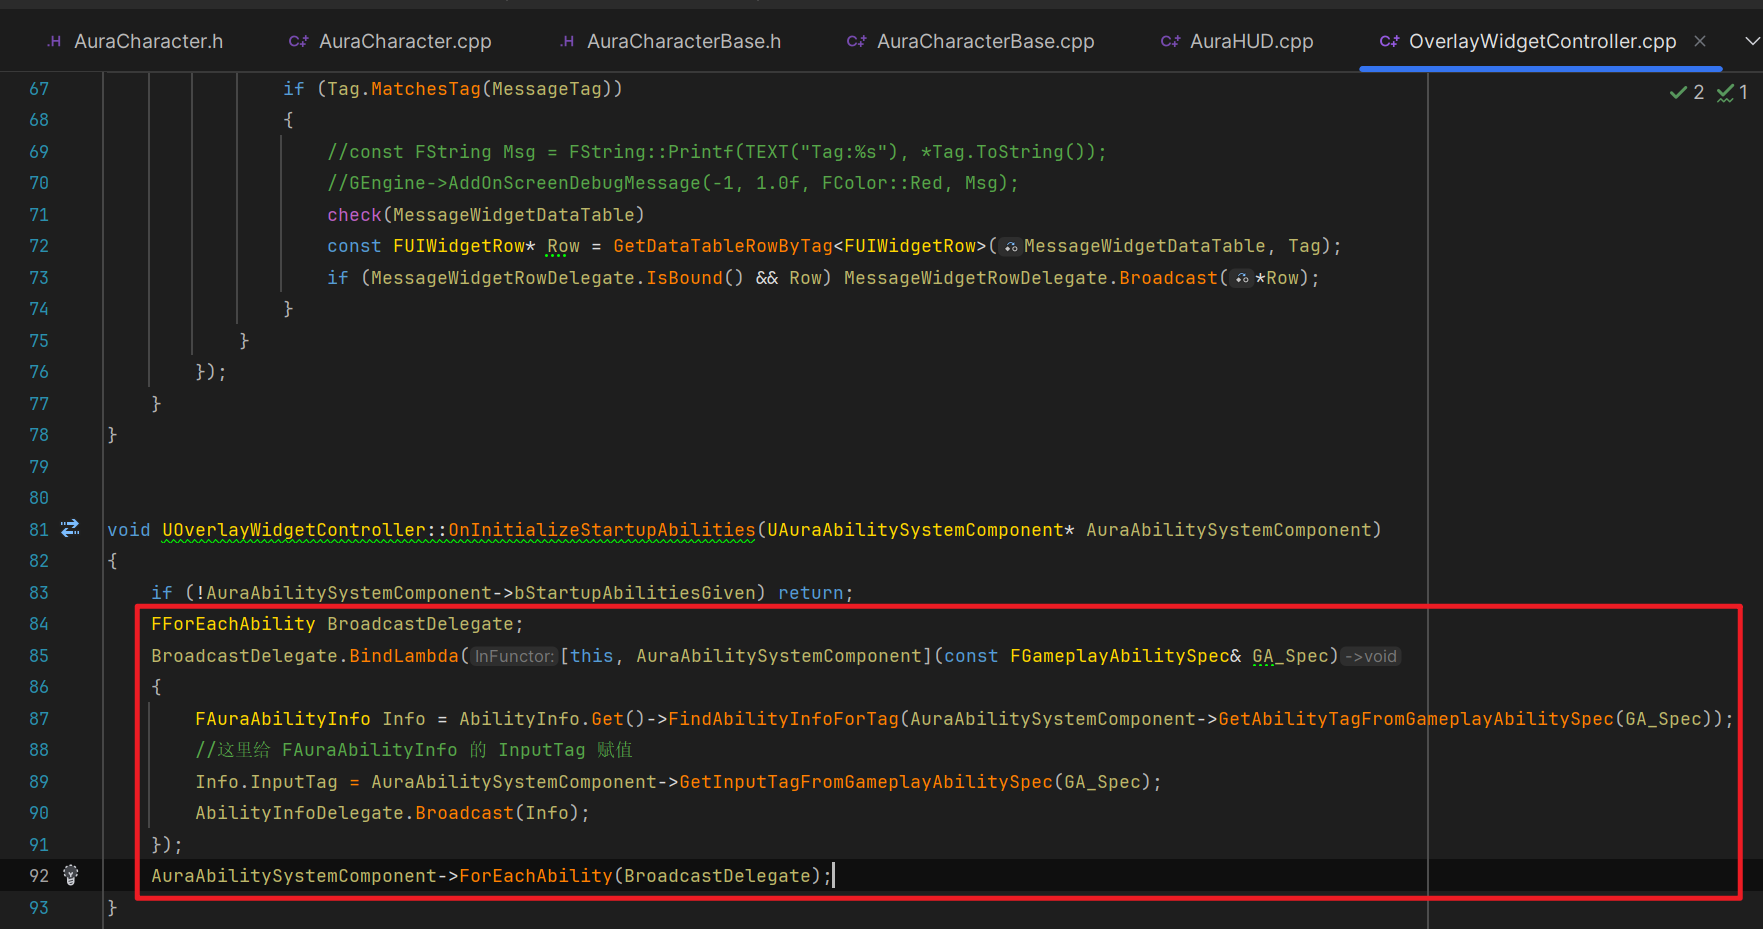 .H AuraCharacter.h C++ AuraCharacter.cpp .H AuraCharacterBase.h C++ AuraCharacterBase.cpp C++ AuraHUD.cpp C++ OverlayWidgetController.cpp
67 if (Tag.MatchesTag(MessageTag)) 2 1
68 {
69 //const FString Msg = FString::Printf(TEXT("Tag:%s"), *Tag.ToString());
70 //GEngine->AddOnScreenDebugMessage(-1, 1.0f, FColor::Red, Msg);
71 check(MessageWidgetDataTable)
72 const FUIWidgetRow* Row = GetDataTableRowByTag<FUIWidgetRow>(MessageWidgetDataTable, Tag);
73 if (MessageWidgetRowDelegate.IsBound() && Row) MessageWidgetRowDelegate.Broadcast(*Row);
74 }
75 }
76 });
77 }
78 }
79
80
81 void UOverlayWidgetController::OnInitializeStartupAbilities(UAuraAbilitySystemComponent* AuraAbilitySystemComponent)
82 {
83 if (!AuraAbilitySystemComponent->bStartupAbilitiesGiven) return;
84 FForEachAbility BroadcastDelegate;
85 BroadcastDelegate.BindLambda(InFunctor:[this, AuraAbilitySystemComponent](const FGameplayAbilitySpec& GA_Spec)->void
86 {
87 FAuraAbilityInfo Info = AbilityInfo.Get()->FindAbilityInfoForTag(AuraAbilitySystemComponent->GetAbilityTagFromGameplayAbilitySpec(GA_Spec));
88 //这里给 FAuraAbilityInfo 的 InputTag 赋值
89 Info.InputTag = AuraAbilitySystemComponent->GetInputTagFromGameplayAbilitySpec(GA_Spec);
90 AbilityInfoDelegate.Broadcast(Info);
91 });
92 AuraAbilitySystemComponent->ForEachAbility(BroadcastDelegate);
93 }